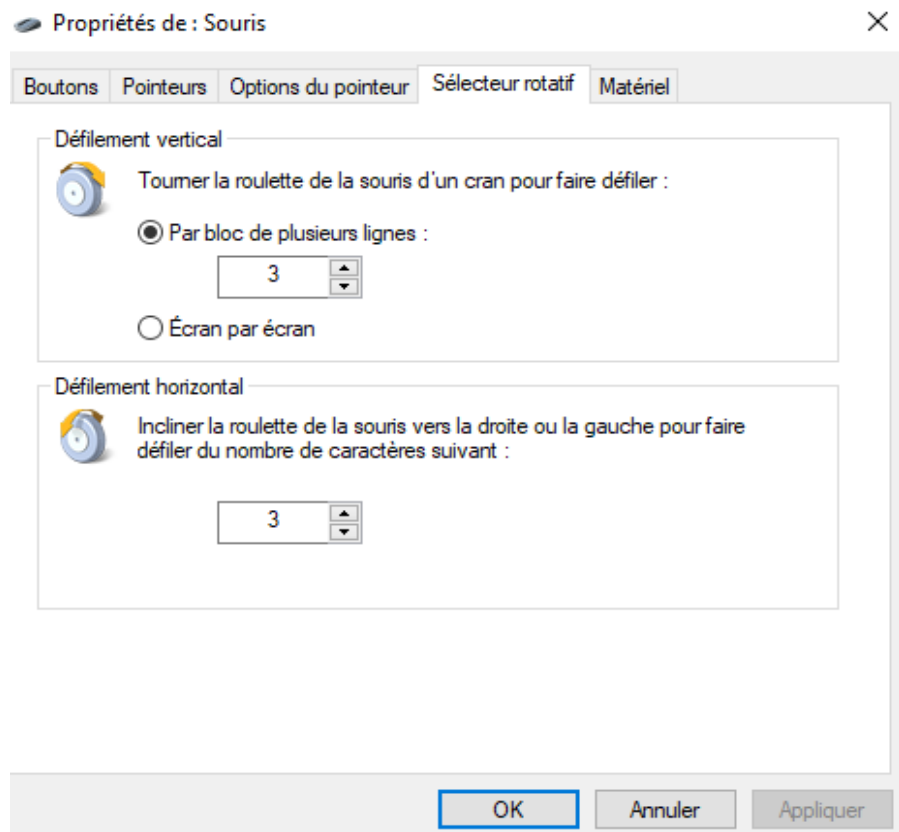 Propriétés de : Souris
Boutons Pointeurs Options du pointeur Sélecteur rotatif Matériel
Défilement vertical
Tourner la roulette de la souris d'un cran pour faire défiler :
Par bloc de plusieurs lignes :
3
Écran par écran
Défilement horizontal
Incliner la roulette de la souris vers la droite ou la gauche pour faire
défiler du nombre de caractères suivant :
3
OK Annuler Appliquer